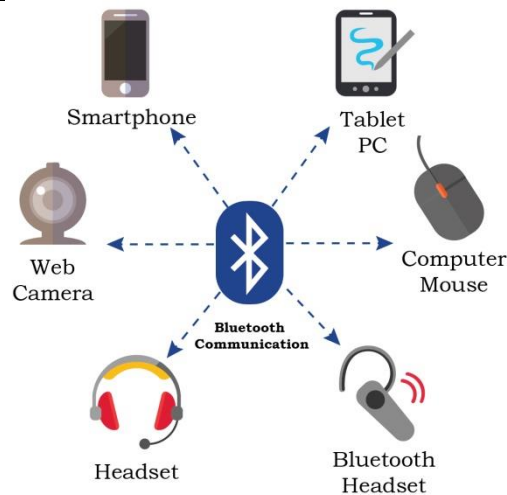 Smartphone
Tablet
PC
Web
Camera
Computer
Mouse
Bluetooth
Communication
Headset
Bluetooth
Headset